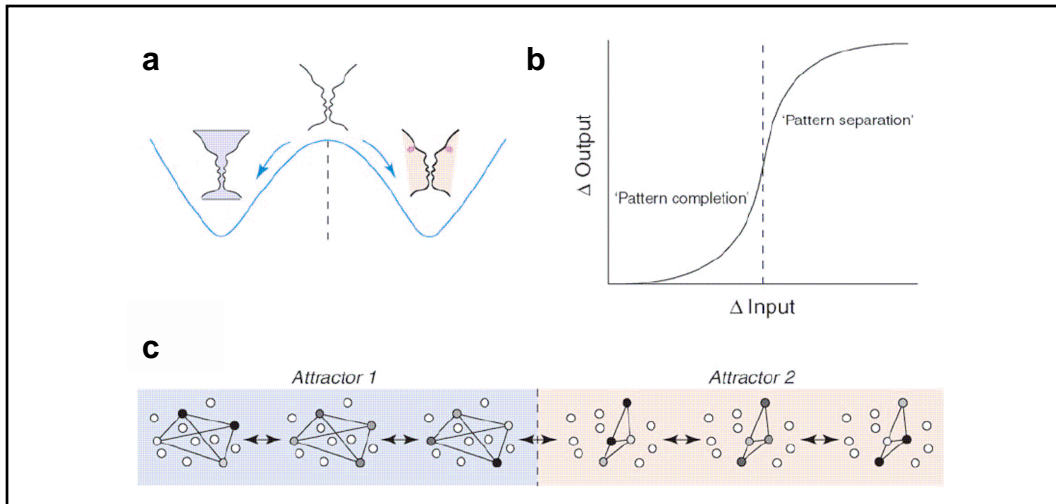 a
b
'Pattern separation'
Δ Output
'Pattern completion'
Δ Input
c
Attractor 1
Attractor 2